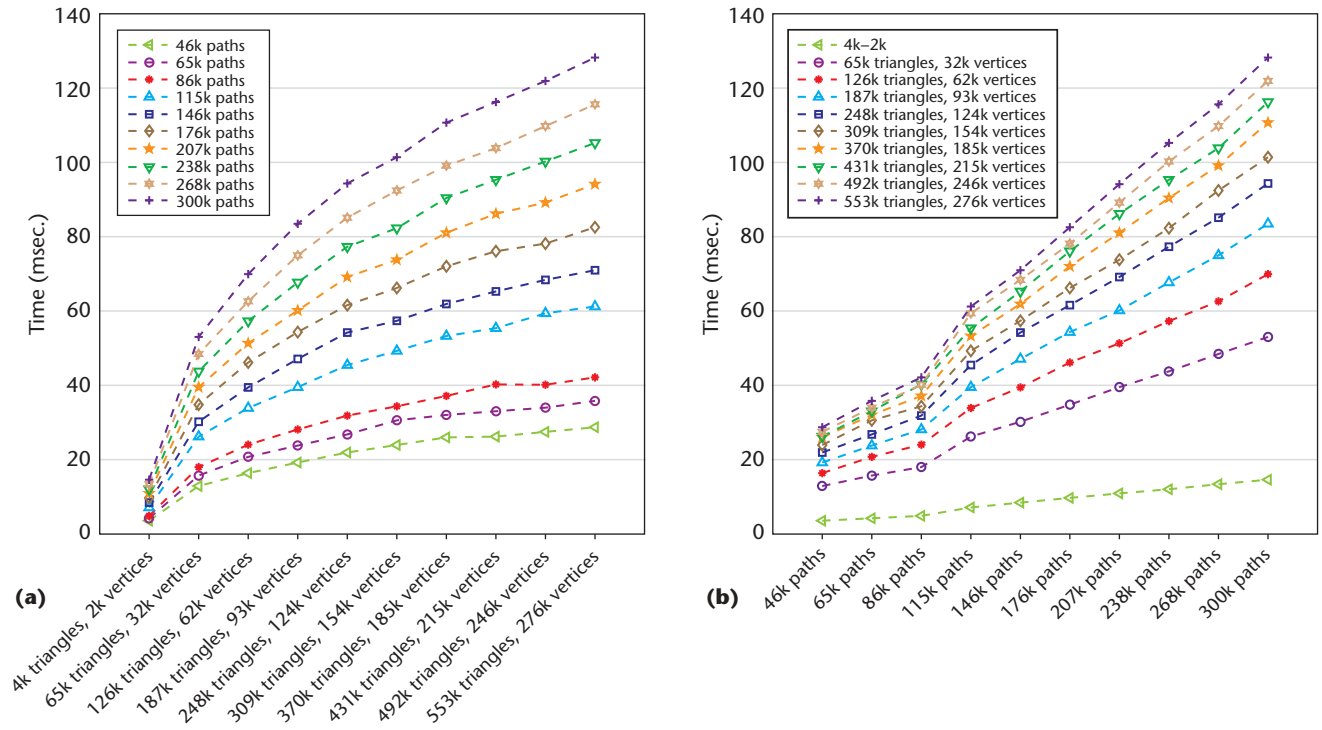 (a)
140
120
100
80
60
40
20
0
Time (msec.)
46k paths
65k paths
86k paths
115k paths
146k paths
176k paths
207k paths
238k paths
268k paths
300k paths
4k triangles, 2k vertices
65k triangles, 32k vertices
126k triangles, 62k vertices
187k triangles, 93k vertices
248k triangles, 124k vertices
309k triangles, 154k vertices
370k triangles, 185k vertices
431k triangles, 215k vertices
492k triangles, 246k vertices
553k triangles, 276k vertices
(b)
140
120
100
80
60
40
20
0
Time (msec.)
4k–2k
65k triangles, 32k vertices
126k triangles, 62k vertices
187k triangles, 93k vertices
248k triangles, 124k vertices
309k triangles, 154k vertices
370k triangles, 185k vertices
431k triangles, 215k vertices
492k triangles, 246k vertices
553k triangles, 276k vertices
46k paths
65k paths
86k paths
115k paths
146k paths
176k paths
207k paths
238k paths
268k paths
300k paths